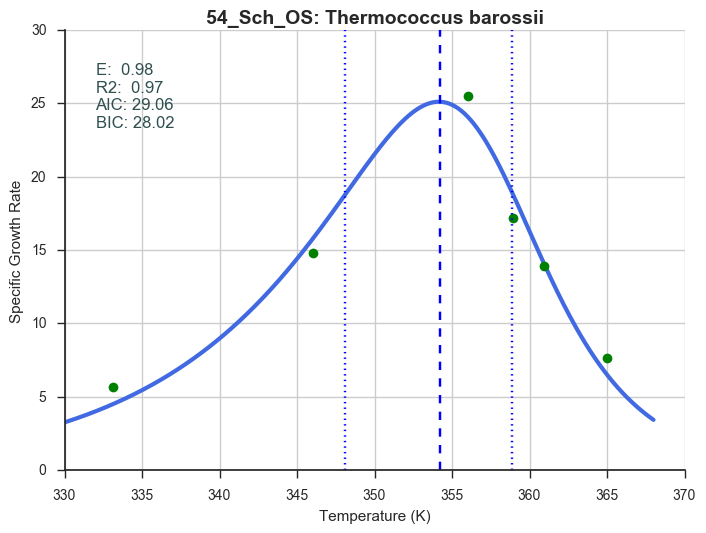 54_Sch_OS: Thermococcus barossii
E:  0.98
R2:  0.97
AIC: 29.06
BIC: 28.02
Specific Growth Rate
30
25
20
15
10
5
0
330 335 340 345 350 355 360 365 370
Temperature (K)